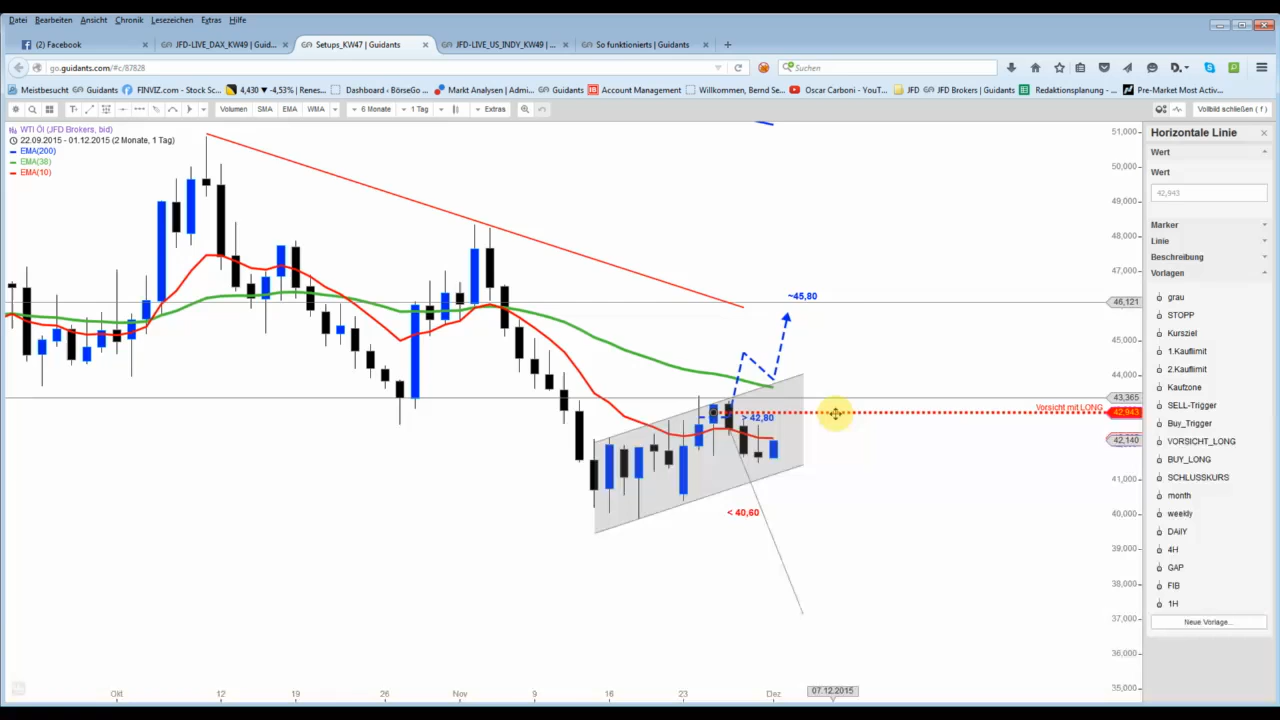 Datei Bearbeiten Ansicht Chronik Lesezeichen Extras Hilfe
(2) Facebook JFD-LIVE_DAX_KW49 | Guid... Setups_KW47 | Guidants JFD-LIVE_US_INDY_KW49 | ... So funktionierts | Guidants
go.guidants.com/#c/87828 Suchen
Meistbesucht Guidants FINVIZ.com - Stock Sc... 4,430 -4,53% | Renes... Dashboard ‹ BörseGo ... Markt Analysen | Admi... Guidants Account Management Willkommen, Bernd Se... Oscar Carboni - YouT... JFD JFD Brokers | Guidants Redaktionsplanung - ... Pre-Market Most Activ...
Volumen SMA EMA WMA 6 Monate 1 Tag Extras Vollbild schließen ( f )
WTI Öl (JFD Brokers, bid)
22.09.2015 - 01.12.2015 (2 Monate, 1 Tag)
EMA(200)
EMA(38)
EMA(10)
51,000
50,000
49,000
48,000
47,000
~45,80
46,121
45,000
44,000
43,365
Vorsicht mit LONG 42,943
> 42,80
42,140
41,000
< 40,60
40,000
39,000
38,000
37,000
36,000
35,000
Okt 12 19 26 Nov 9 16 23 Dez 07.12.2015
Horizontale Linie
Wert
Wert
42,943
Marker
Linie
Beschreibung
Vorlagen
grau
STOPP
Kursziel
1.Kauflimit
2.Kauflimit
Kaufzone
SELL-Trigger
Buy_Trigger
VORSICHT_LONG
BUY_LONG
SCHLUSSKURS
month
weekly
DAilY
4H
GAP
FIB
1H
Neue Vorlage...